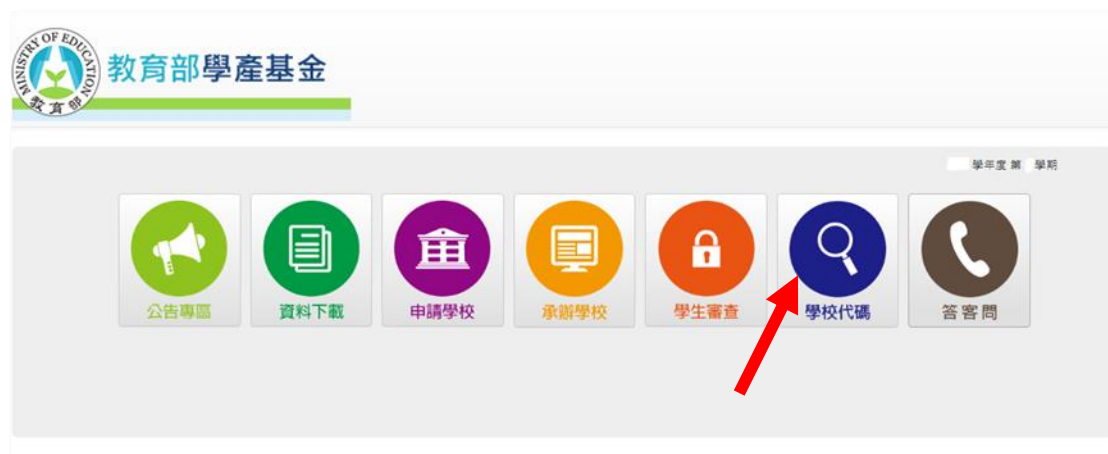 MINISTRY OF EDUCATION
教育部
教育部學產基金
學年度 第 學期
公告專區
資料下載
申請學校
承辦學校
學生審查
學校代碼
答客問